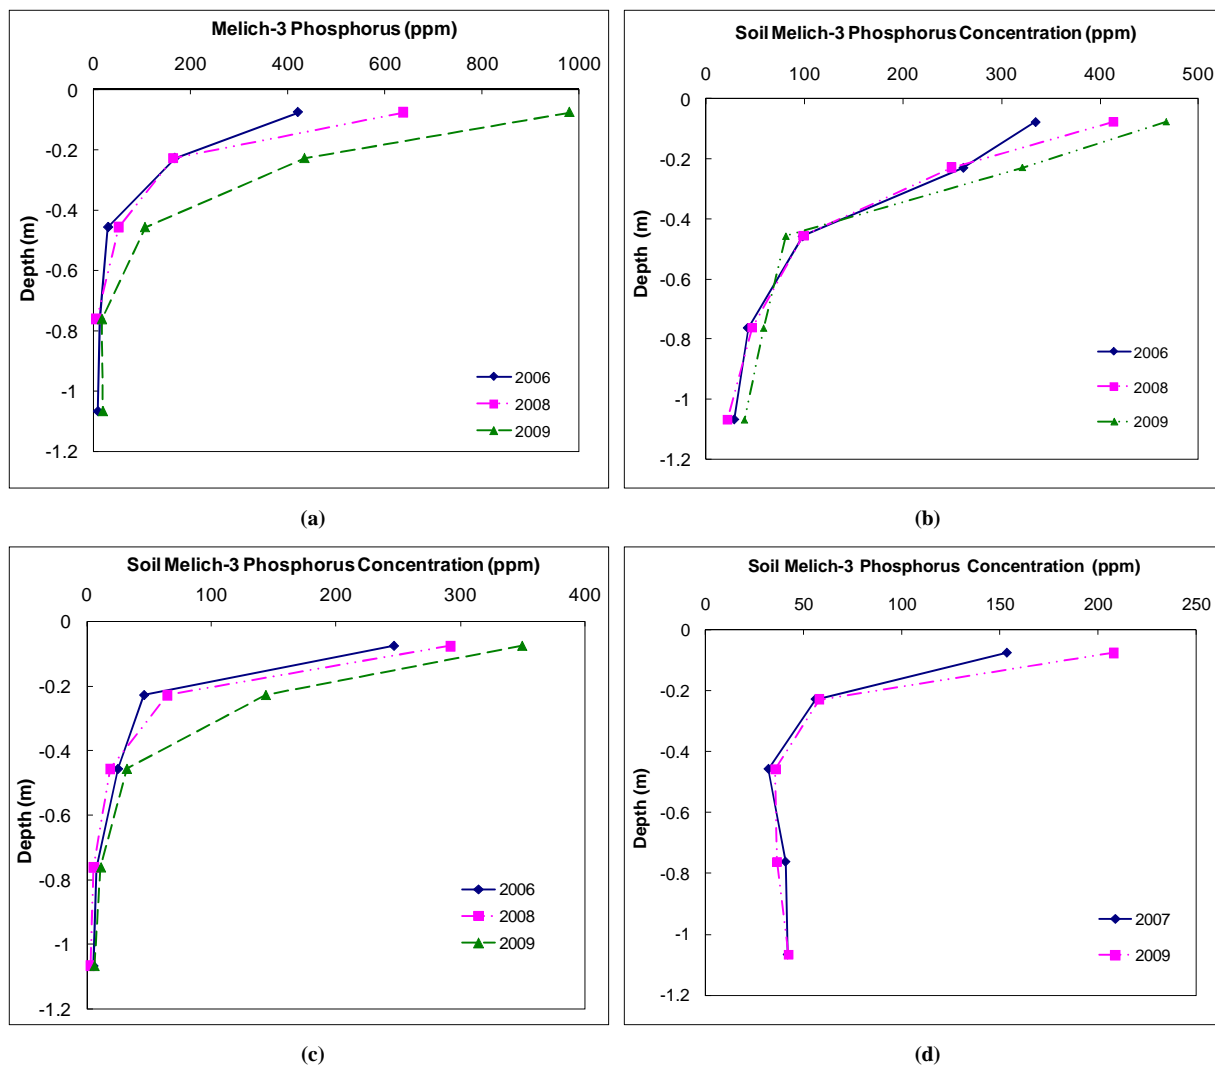 Melich-3 Phosphorus (ppm)
0 200 400 600 800 1000
0
-0.2
-0.4
-0.6
-0.8
-1
-1.2
Depth (m)
2006
2008
2009
(a)
Soil Melich-3 Phosphorus Concentration (ppm)
0 100 200 300 400 500
0
-0.2
-0.4
-0.6
-0.8
-1
-1.2
Depth (m)
2006
2008
2009
(b)
Soil Melich-3 Phosphorus Concentration (ppm)
0 100 200 300 400
0
-0.2
-0.4
-0.6
-0.8
-1
-1.2
Depth (m)
2006
2008
2009
(c)
Soil Melich-3 Phosphorus Concentration (ppm)
0 50 100 150 200 250
0
-0.2
-0.4
-0.6
-0.8
-1
-1.2
Depth (m)
2007
2009
(d)